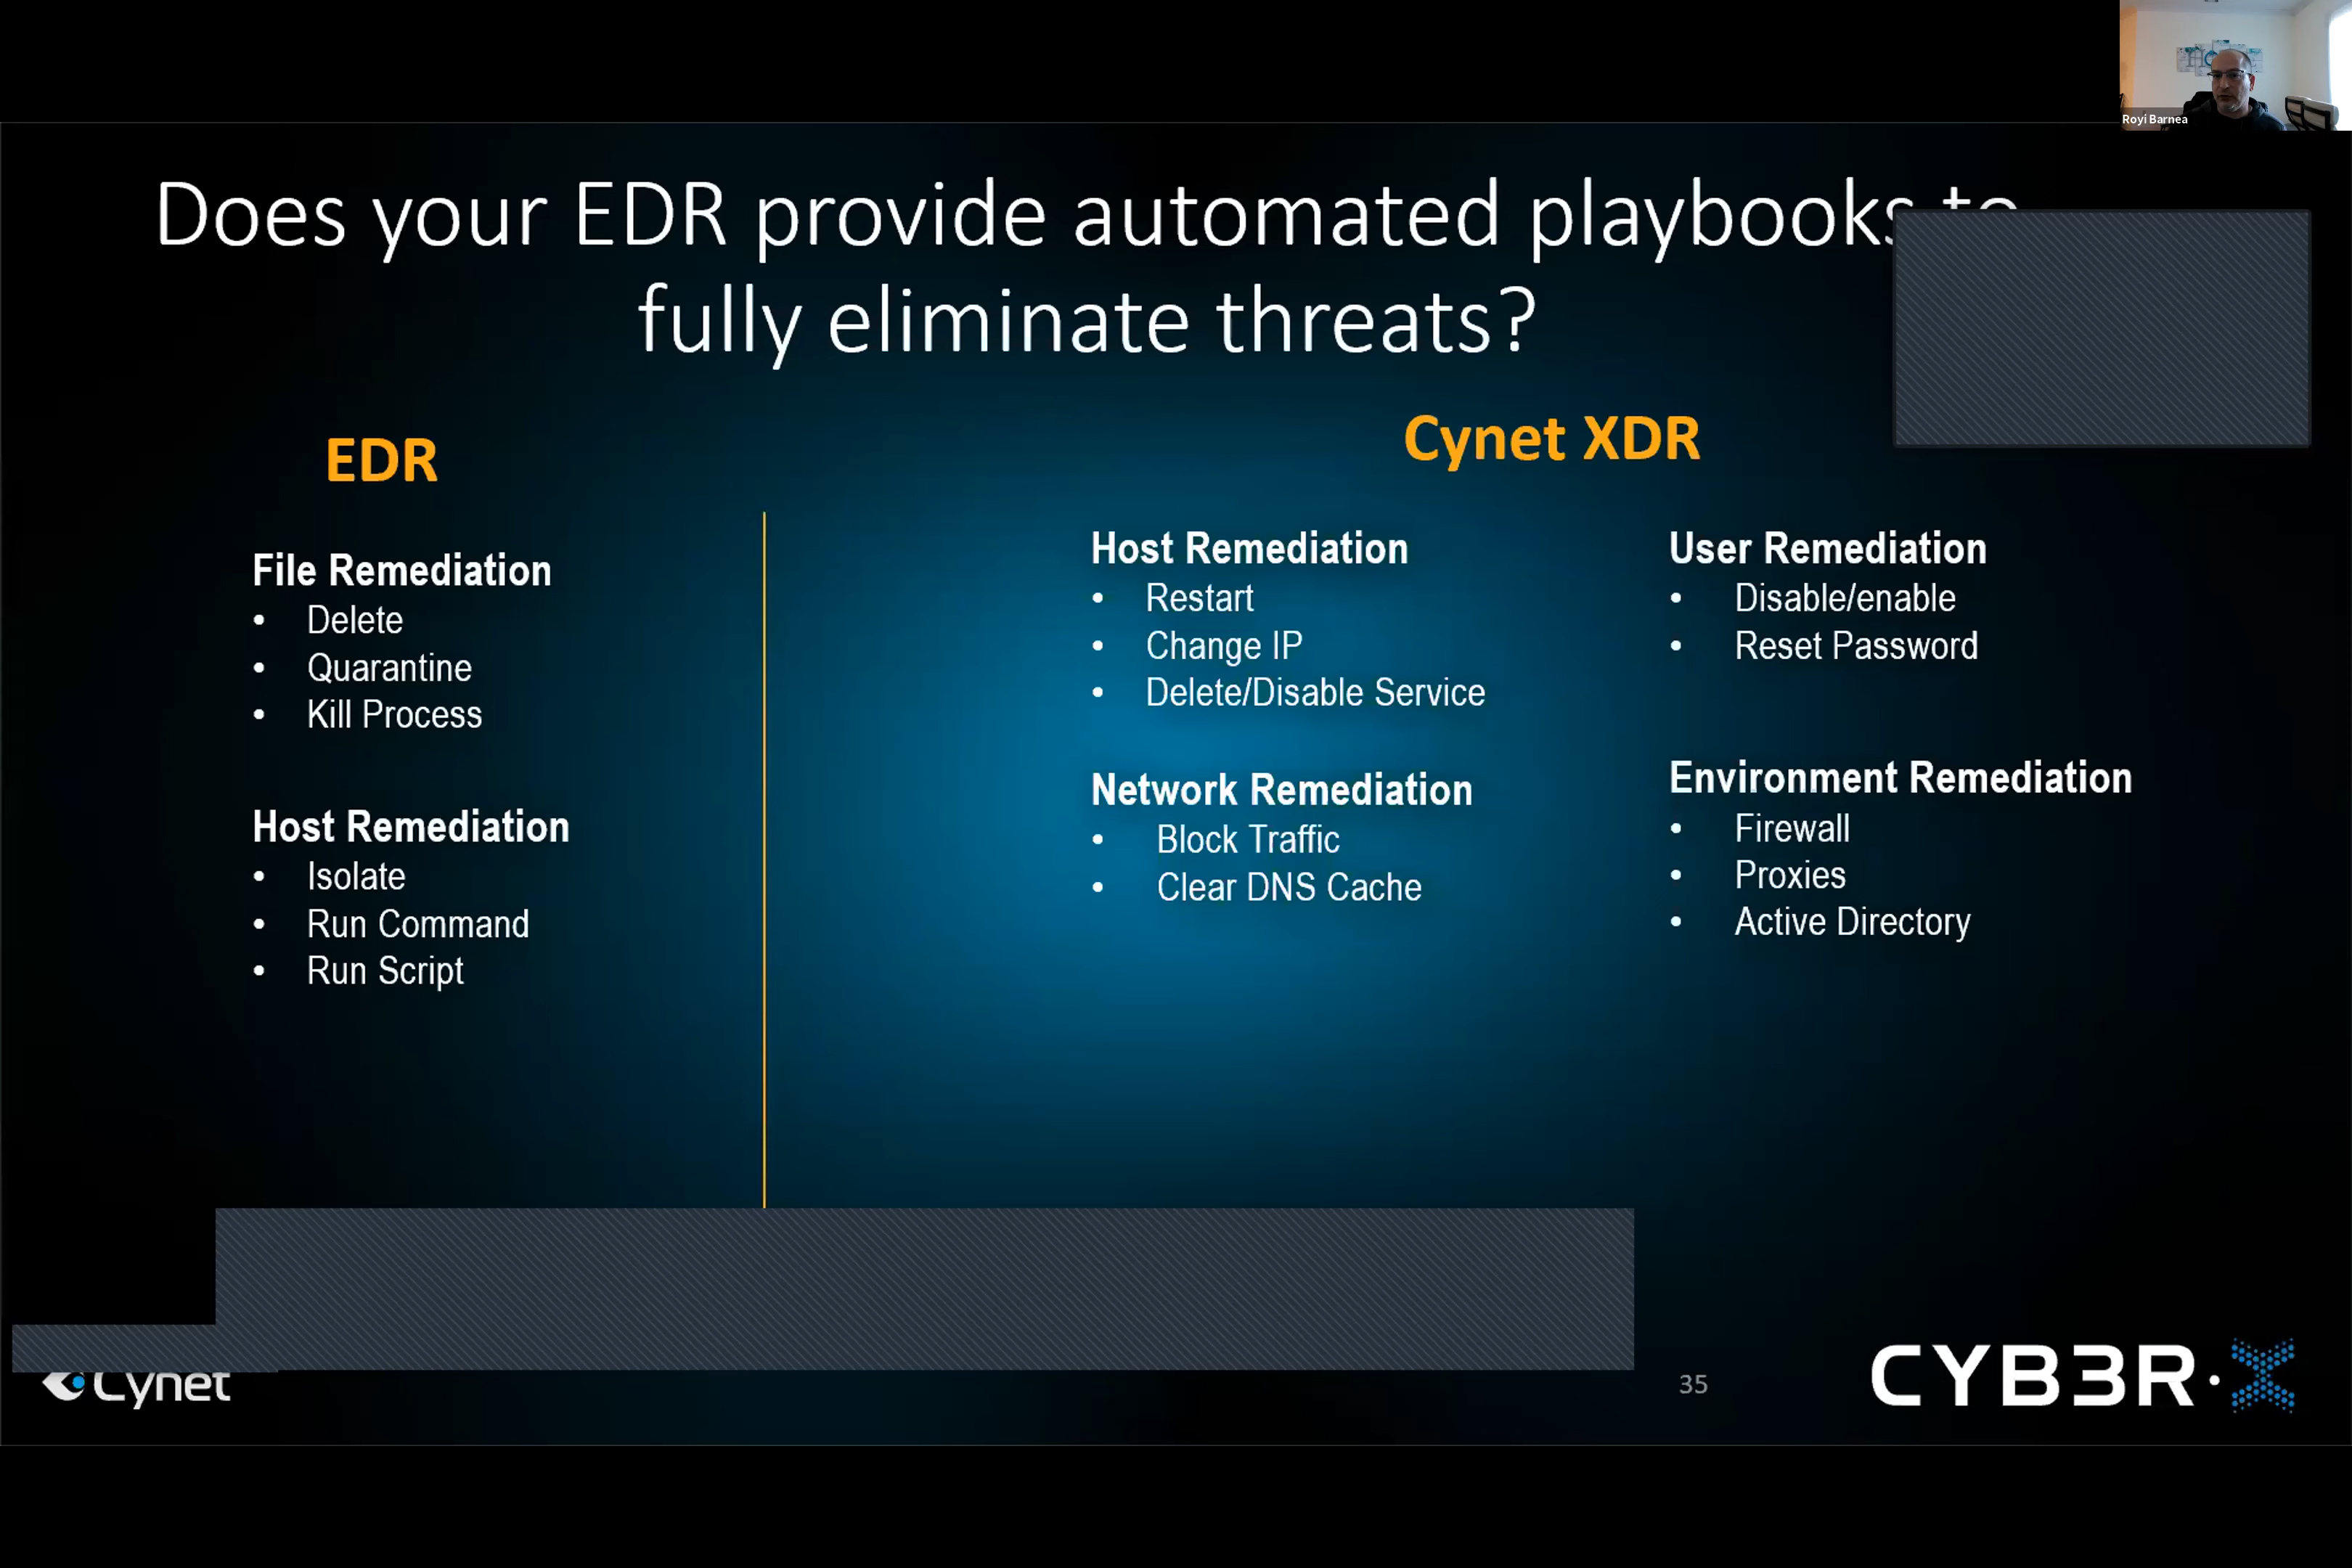 Royi Barnea
Does your EDR provide automated playbooks to
fully eliminate threats?
EDR
File Remediation
• Delete
• Quarantine
• Kill Process
Host Remediation
• Isolate
• Run Command
• Run Script
Cynet XDR
Host Remediation
• Restart
• Change IP
• Delete/Disable Service
Network Remediation
• Block Traffic
• Clear DNS Cache
User Remediation
• Disable/enable
• Reset Password
Environment Remediation
• Firewall
• Proxies
• Active Directory
Cynet
35
CYB3R·X